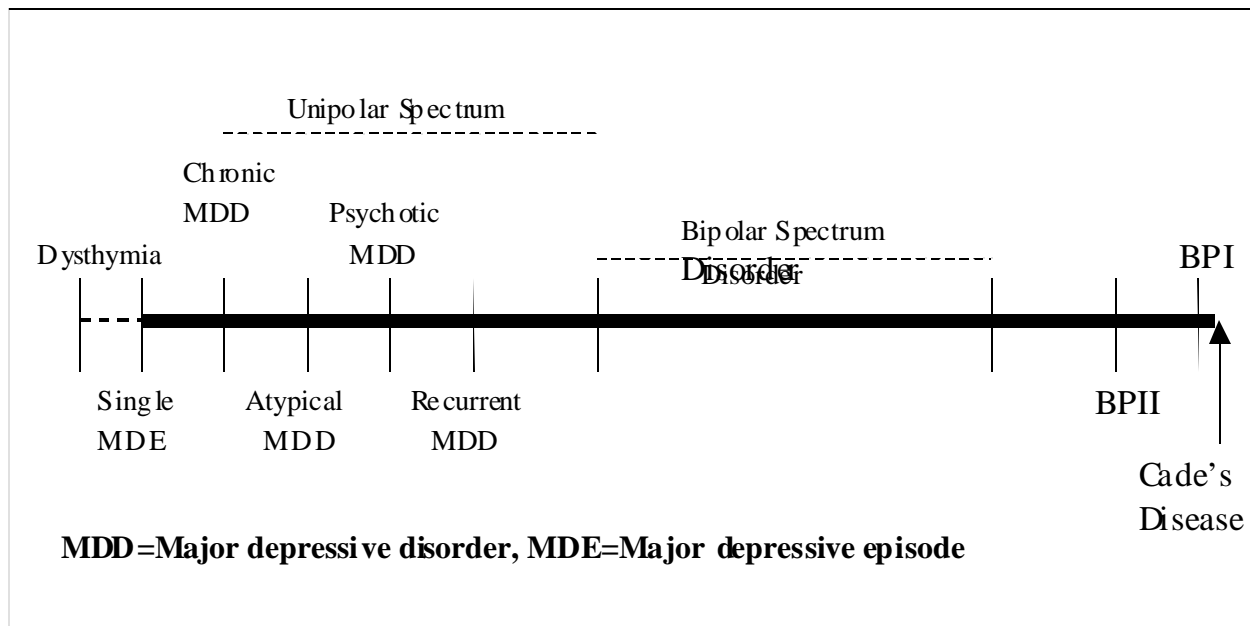 Unipolar Spectrum
Chronic
MDD
Psychotic
MDD
Dysthymia
Bipolar Spectrum
Disorder
Disorder
BPI
Single
MDE
Atypical
MDD
Recurrent
MDD
BPII
Cade's
Disease
MDD=Major depressive disorder, MDE=Major depressive episode